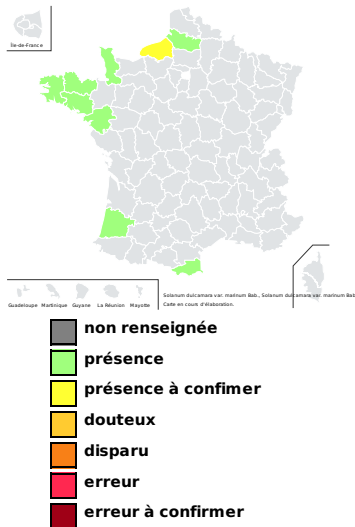 Île-de-France
Guadeloupe Martinique Guyane La Réunion Mayotte
Solanum dulcamara var. marinum Bab., Solanum dulcamara var. marinum Bab
Carte en cours d'élaboration.
non renseignée
présence
présence à confimer
douteux
disparu
erreur
erreur à confirmer